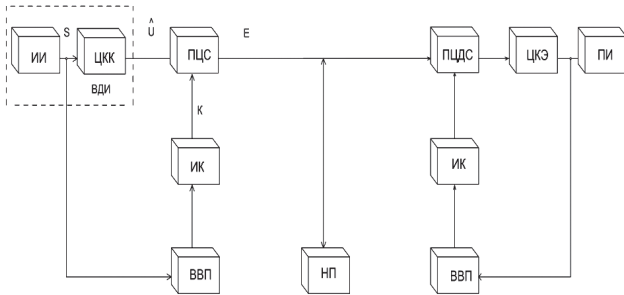 S Û E
ИИ ЦКК ПЦС ПЦДС ЦКЭ ПИ
ВДИ
К
ИК ИК
ВВП НП ВВП